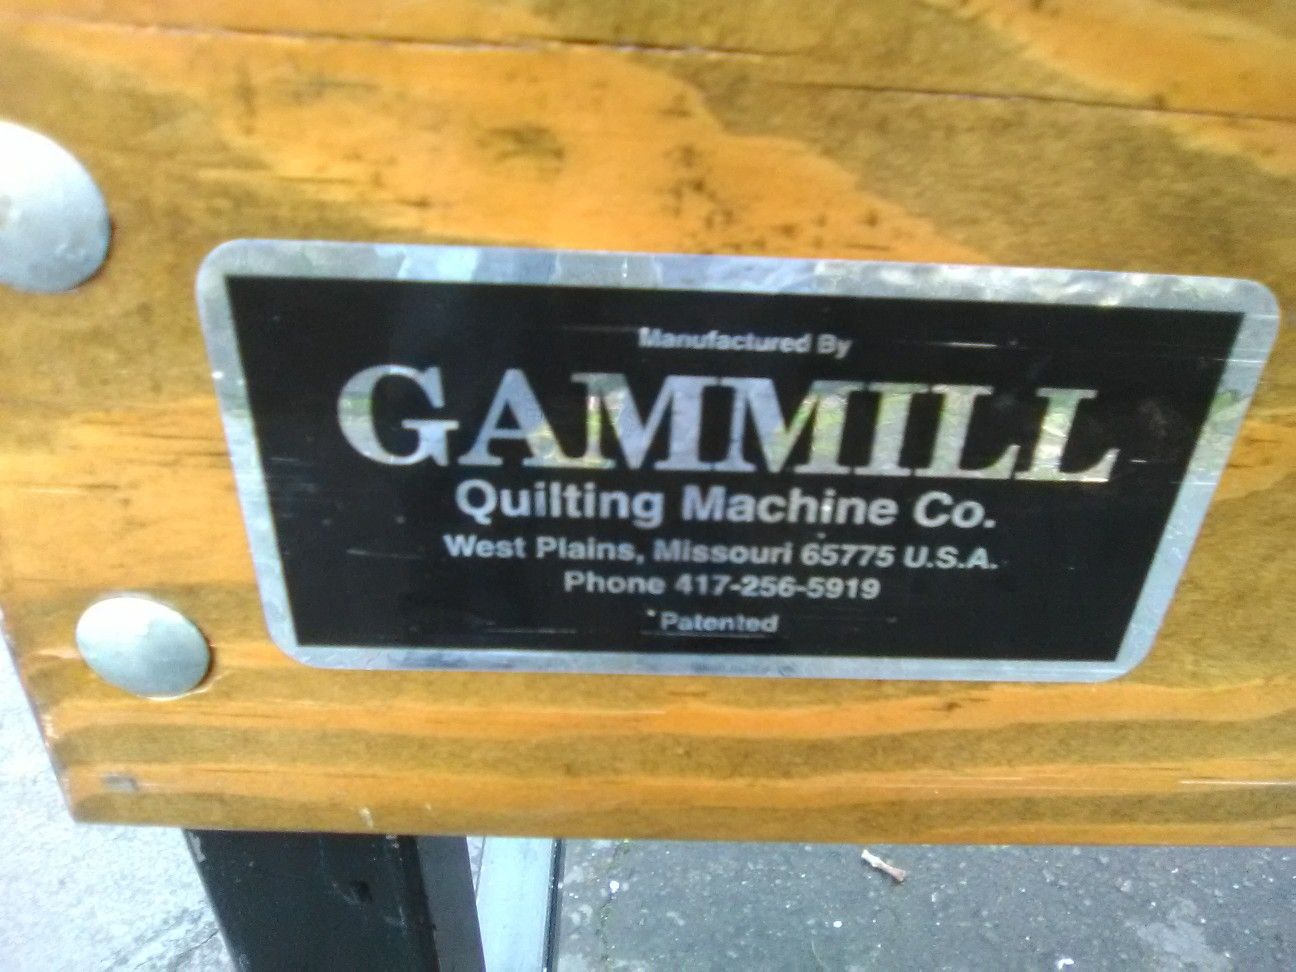 Manufactured By
GAMMILL
Quilting Machine Co.
West Plains, Missouri 65775 U.S.A.
Phone 417-256-5919
Patented